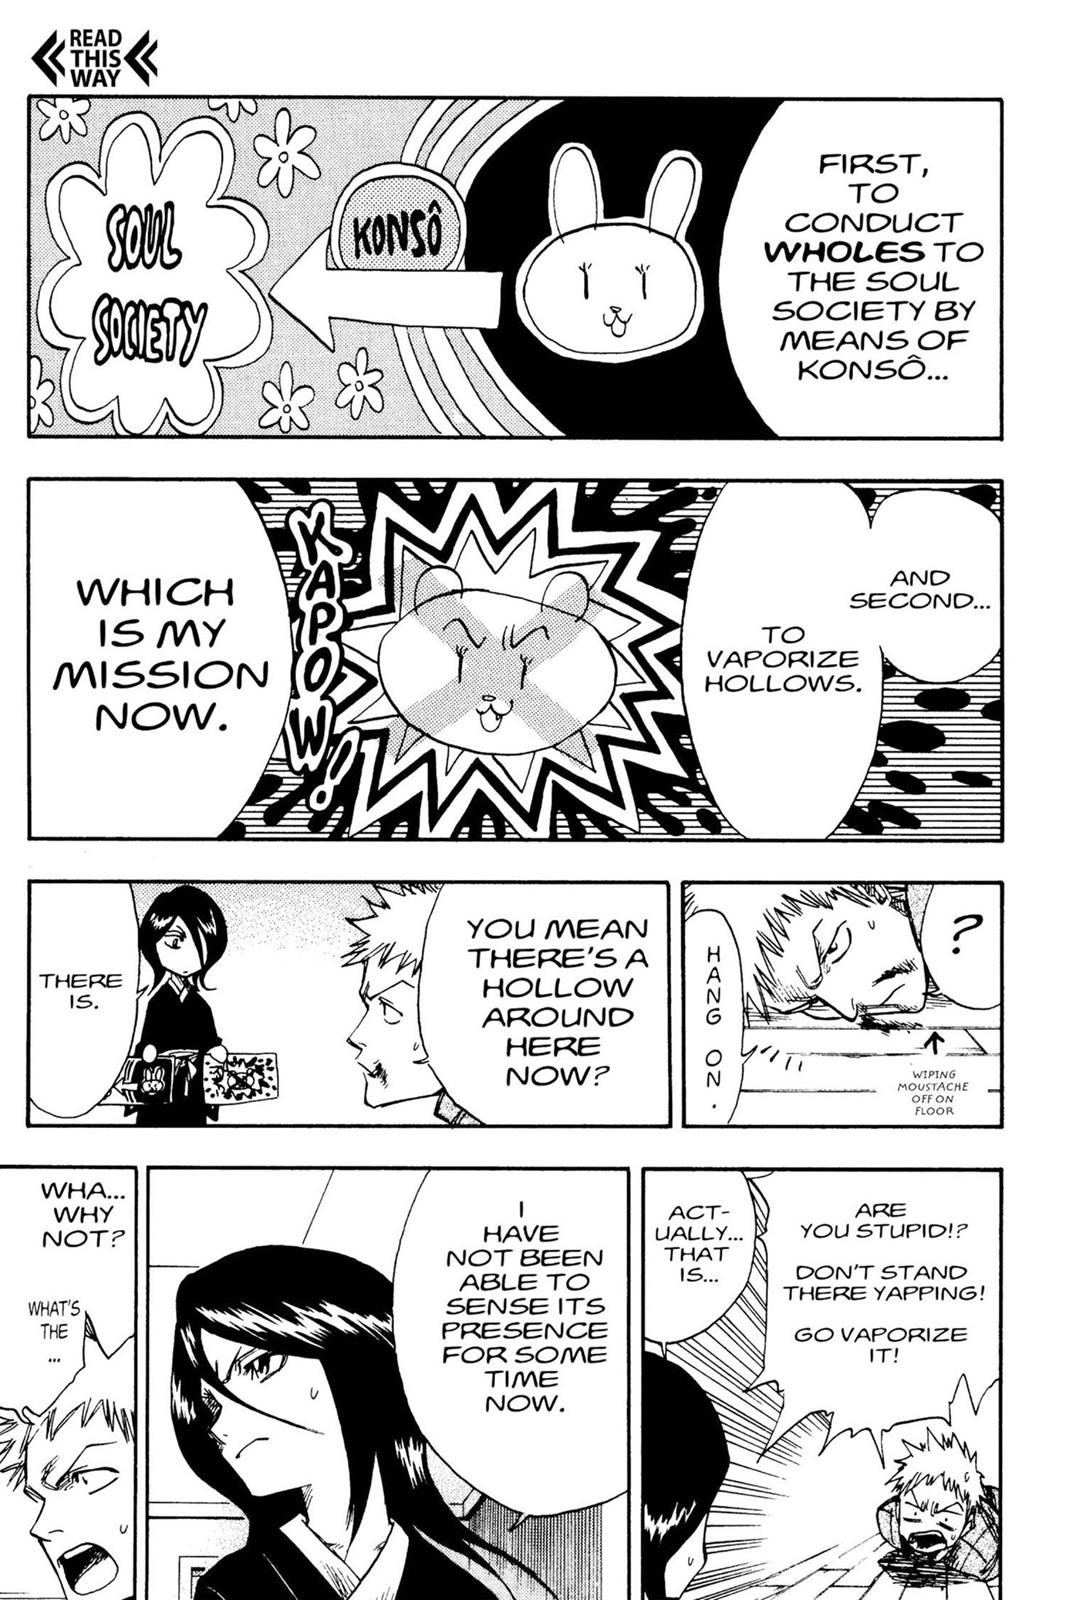 READ
THIS
WAY
FIRST,
TO
CONDUCT
WHOLES TO
THE SOUL
SOCIETY BY
MEANS OF
KONSÔ...
KONSÔ
SOUL
SOCIETY
AND
SECOND...
TO
VAPORIZE
HOLLOWS.
KAPOW!!
WHICH
IS MY
MISSION
NOW.
?
HANG ON.
WIPING
MOUSTACHE
OFF ON
FLOOR
YOU MEAN
THERE'S A
HOLLOW
AROUND
HERE
NOW?
THERE
IS.
ARE
YOU STUPID!?
DON'T STAND
THERE YAPPING!
GO VAPORIZE
IT!
ACT-
UALLY...
THAT
IS...
I
HAVE
NOT BEEN
ABLE TO
SENSE ITS
PRESENCE
FOR SOME
TIME
NOW.
WHA...
WHY
NOT?
WHAT'S
THE
...